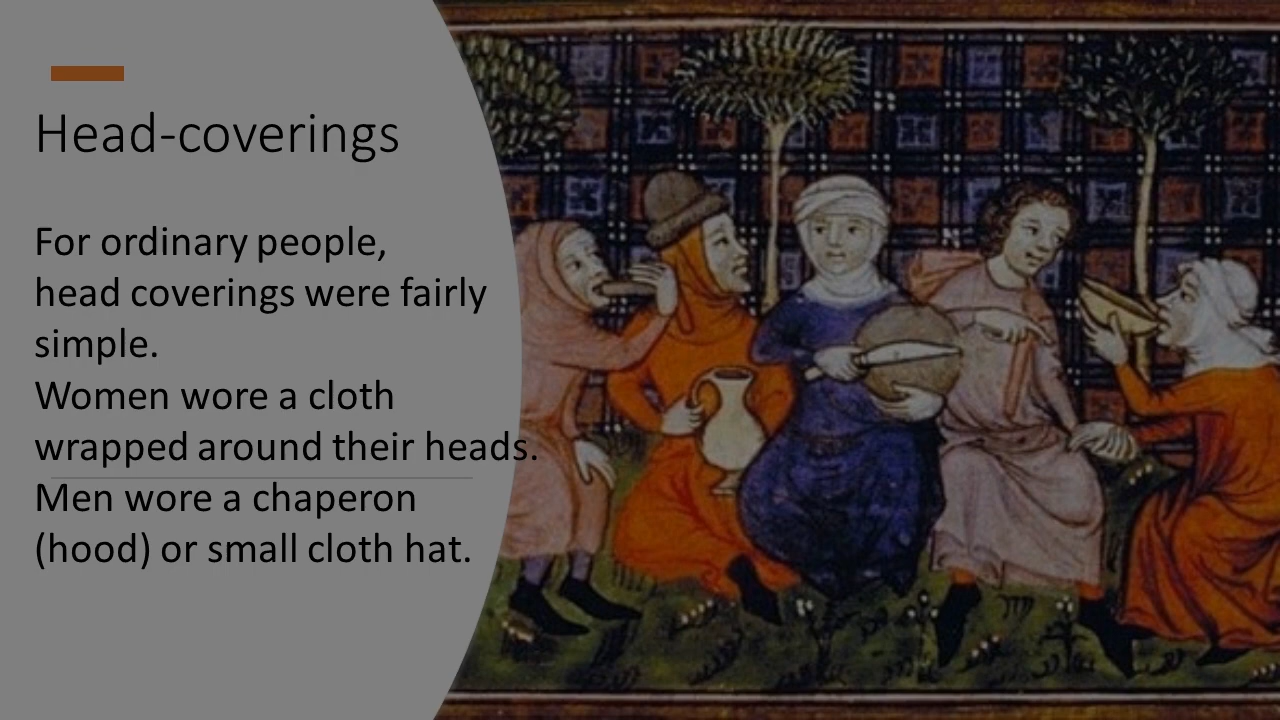 Head-coverings
For ordinary people,
head coverings were fairly
simple.
Women wore a cloth
wrapped around their heads.
Men wore a chaperon
(hood) or small cloth hat.